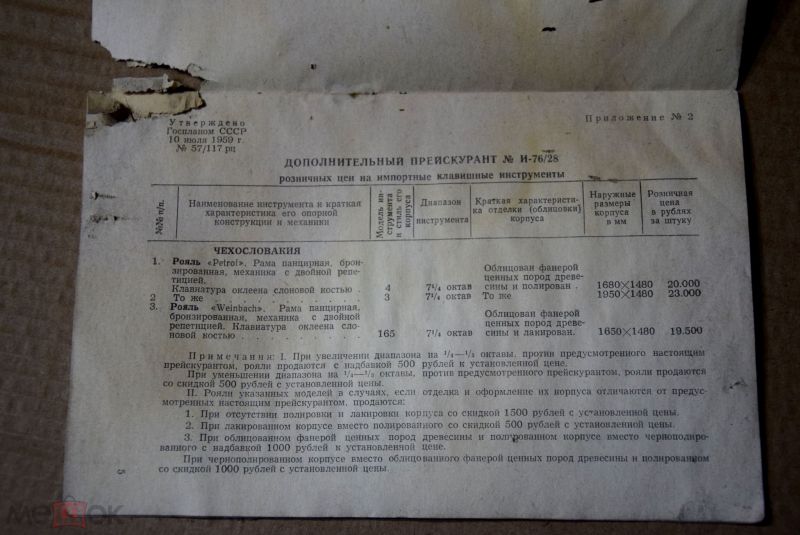 Утверждено
Госпланом СССР
10 июля 1959 г.
№ 57/117 рц
Приложение № 2
ДОПОЛНИТЕЛЬНЫЙ ПРЕЙСКУРАНТ № И-76/28
розничных цен на импортные клавишные инструменты
№№ п/п.
Наименование инструмента и краткая характеристика его опорной конструкции и механики
Модель инструмента и стиль его корпуса
Диапазон инструмента
Краткая характеристика отделки (облицовки) корпуса
Наружные размеры корпуса в мм
Розничная цена в рублях за штуку
ЧЕХОСЛОВАКИЯ
1. Рояль «Petrof». Рама панцирная, брон-
зированная, механика с двойной репе-
тицией. Облицован фанерой
ценных пород древе-
Клавиатура оклеена слоновой костью . 4 7¼ октав сины и полирован . 1680×1480 20.000
2 То же . . . 3 7¼ октав То же 1950×1480 23.000
3. Рояль «Weinbach». Рама панцирная,
бронзированная, механика с двойной Облицован фанерой
репетицией. Клавиатура оклеена сло- ценных пород древе-
новой костью . . . 165 7¼ октав сины и лакирован. 1650×1480 19.500
Примечания: I. При увеличении диапазона на ¼—⅓ октавы, против предусмотренного настоящим
прейскурантом, рояли продаются с надбавкой 500 рублей к установленной цене.
При уменьшении диапазона на ¼—⅓ октавы, против предусмотренного прейскурантом, рояли продаются
со скидкой 500 рублей с установленной цены.
II. Рояли указанных моделей в случаях, если отделка и оформление их корпуса отличаются от предус-
мотренных настоящим прейскурантом, продаются:
1. При отсутствии полировки и лакировки корпуса со скидкой 1500 рублей с установленной цены.
2. При лакированном корпусе вместо полированного со скидкой 500 рублей с установленной цены.
3. При облицованном фанерой ценных пород древесины и полированном корпусе вместо чернополиро-
ванного с надбавкой 1000 рублей к установленной цене.
При чернополированном корпусе вместо облицованного фанерой ценных пород древесины и полированном
со скидкой 1000 рублей с установленной цены.
5
мешок